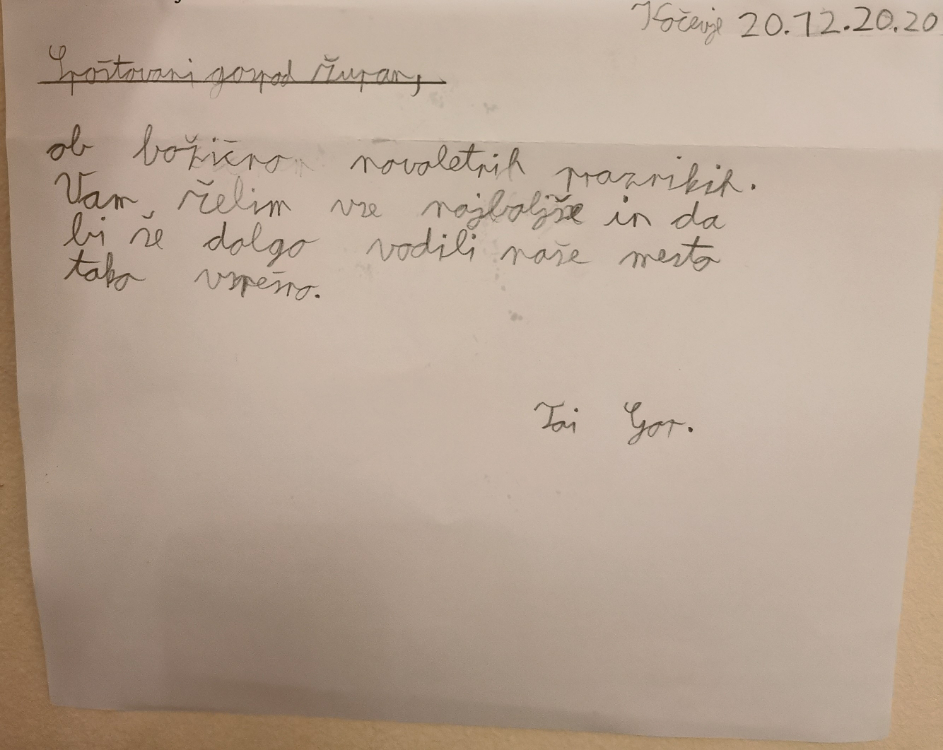 Kočevje 20.12.2020
Spoštovani gospod župan,
ob božično novoletnih praznikih.
Vam želim vse najboljše in da
bi še dolgo vodili naše mesto
tako uspešno.
Tai Gor.